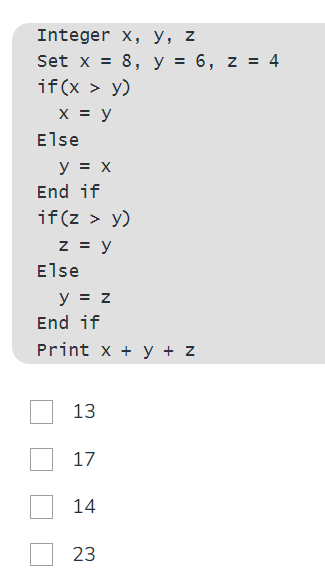 Integer x, y, z
Set x = 8, y = 6, z = 4
if(x > y)
x = y
Else
y = x
End if
if(z > y)
z = y
Else
y = z
End if
Print x + y + z
13
17
14
23